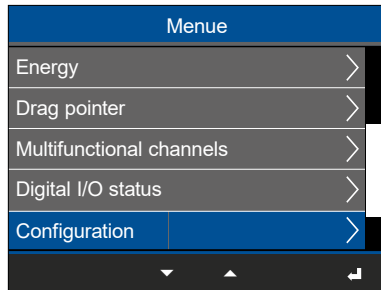 Menue
Energy
Drag pointer
Multifunctional channels
Digital I/O status
Configuration